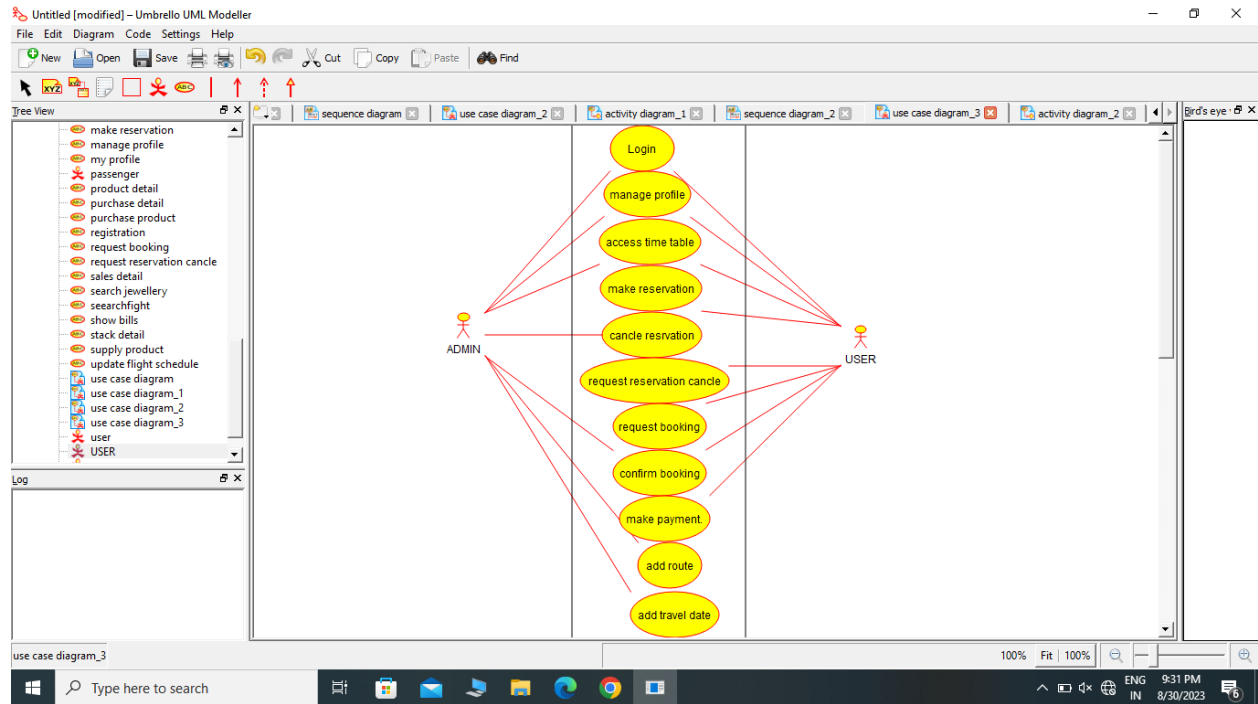 Untitled [modified] – Umbrello UML Modeller
File Edit Diagram Code Settings Help
New Open Save Cut Copy Paste Find
XYZ XYZ ABC
Tree View
sequence diagram use case diagram_2 activity diagram_1 sequence diagram_2 use case diagram_3 activity diagram_2
Bird's eye
make reservation
manage profile
my profile
passenger
product detail
purchase detail
purchase product
registration
request booking
request reservation cancle
sales detail
search jewellery
seearchfight
show bills
stack detail
supply product
update flight schedule
use case diagram
use case diagram_1
use case diagram_2
use case diagram_3
user
USER
Log
Login
manage profile
access time table
make reservation
cancle resrvation
request reservation cancle
request booking
confirm booking
make payment.
add route
add travel date
ADMIN
USER
use case diagram_3
100% Fit 100%
Type here to search
ENG
IN
9:31 PM
8/30/2023
6